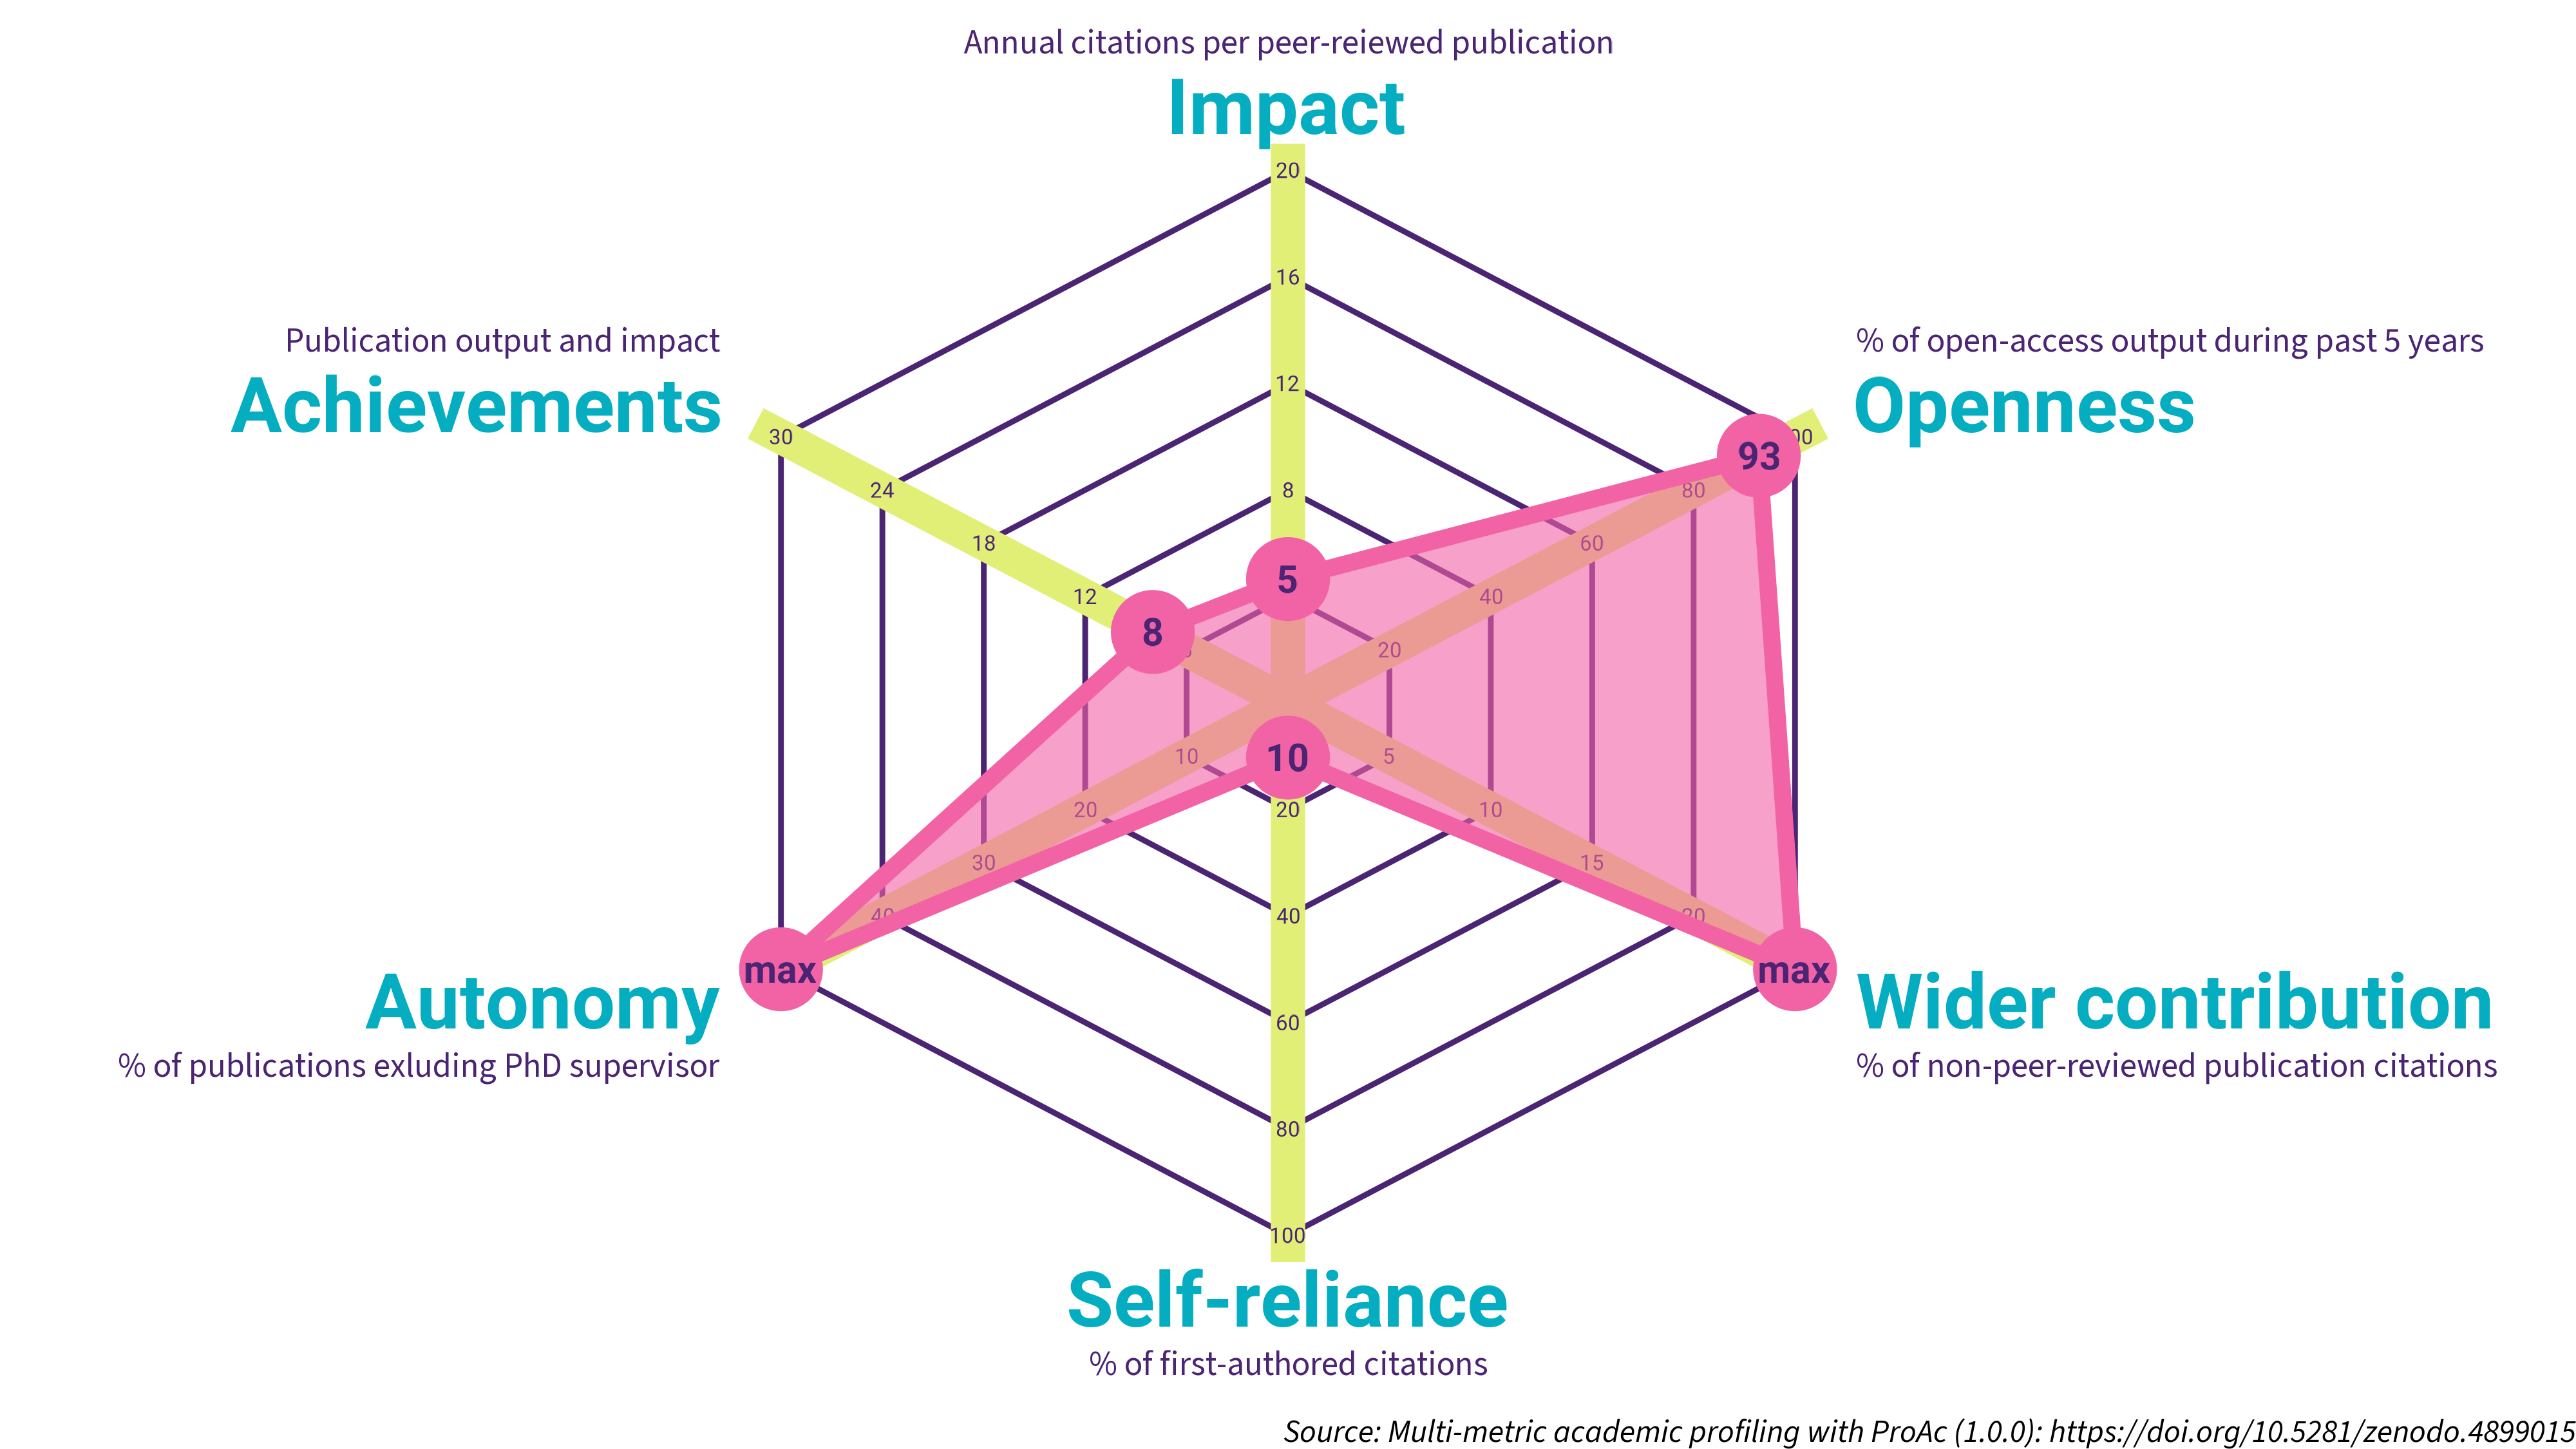 Annual citations per peer-reiewed publication
Impact
20
16
12
8
5
Publication output and impact
Achievements
30
24
18
12
8
% of open-access output during past 5 years
Openness
93
80
60
40
20
Autonomy
% of publications exluding PhD supervisor
max
40
30
20
10
10
20
40
60
80
100
Self-reliance
% of first-authored citations
5
10
15
20
max
Wider contribution
% of non-peer-reviewed publication citations
Source: Multi-metric academic profiling with ProAc (1.0.0): https://doi.org/10.5281/zenodo.4899015